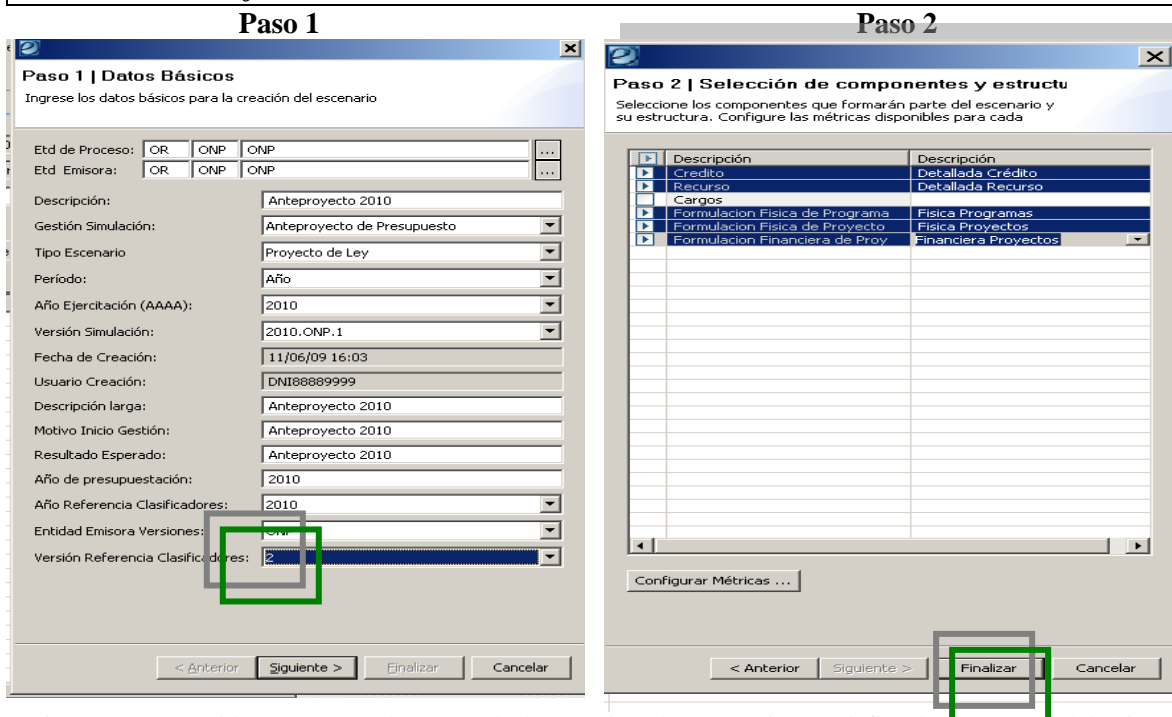 Paso 1
Paso 2
Paso 1 | Datos Básicos
Ingrese los datos básicos para la creación del escenario
Etd de Proceso: OR ONP ONP ...
Etd Emisora: OR ONP ONP ...
Descripción: Anteproyecto 2010
Gestión Simulación: Anteproyecto de Presupuesto
Tipo Escenario Proyecto de Ley
Período: Año
Año Ejercitación (AAAA): 2010
Versión Simulación: 2010.ONP.1
Fecha de Creación: 11/06/09 16:03
Usuario Creación: DNI88889999
Descripción larga: Anteproyecto 2010
Motivo Inicio Gestión: Anteproyecto 2010
Resultado Esperado: Anteproyecto 2010
Año de presupuestación: 2010
Año Referencia Clasificadores: 2010
Entidad Emisora Versiones: ONP
Versión Referencia Clasificadores: 2
< Anterior Siguiente > Finalizar Cancelar
Paso 2 | Selección de componentes y estructu
Seleccione los componentes que formarán parte del escenario y
su estructura. Configure las métricas disponibles para cada
Descripción Descripción
Credito Detallada Crédito
Recurso Detallada Recurso
Cargos
Formulacion Fisica de Programa Fisica Programas
Formulacion Fisica de Proyecto Fisica Proyectos
Formulacion Financiera de Proy Financiera Proyectos
Configurar Métricas ...
< Anterior Siguiente > Finalizar Cancelar